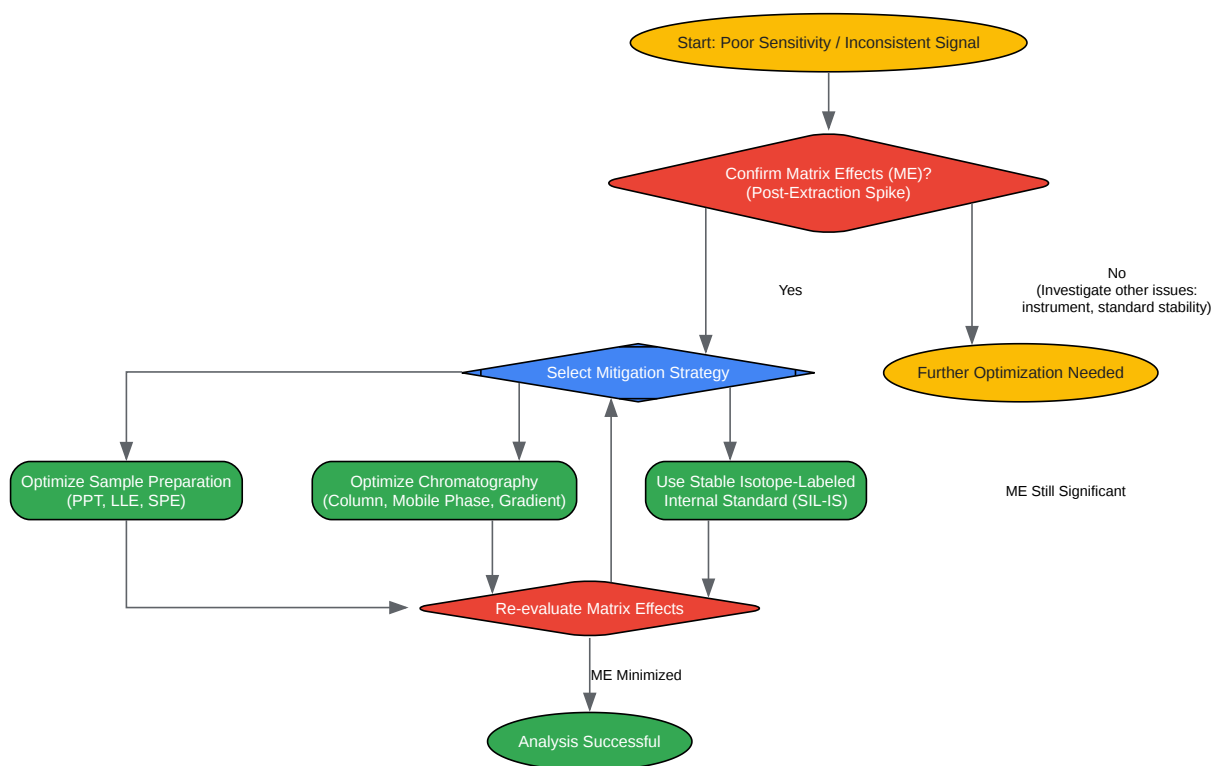 Start: Poor Sensitivity / Inconsistent Signal
Confirm Matrix Effects (ME)?
(Post-Extraction Spike)
Yes
No
(Investigate other issues:
instrument, standard stability)
Select Mitigation Strategy
Further Optimization Needed
Optimize Sample Preparation
(PPT, LLE, SPE)
Optimize Chromatography
(Column, Mobile Phase, Gradient)
Use Stable Isotope-Labeled
Internal Standard (SIL-IS)
ME Still Significant
Re-evaluate Matrix Effects
ME Minimized
Analysis Successful